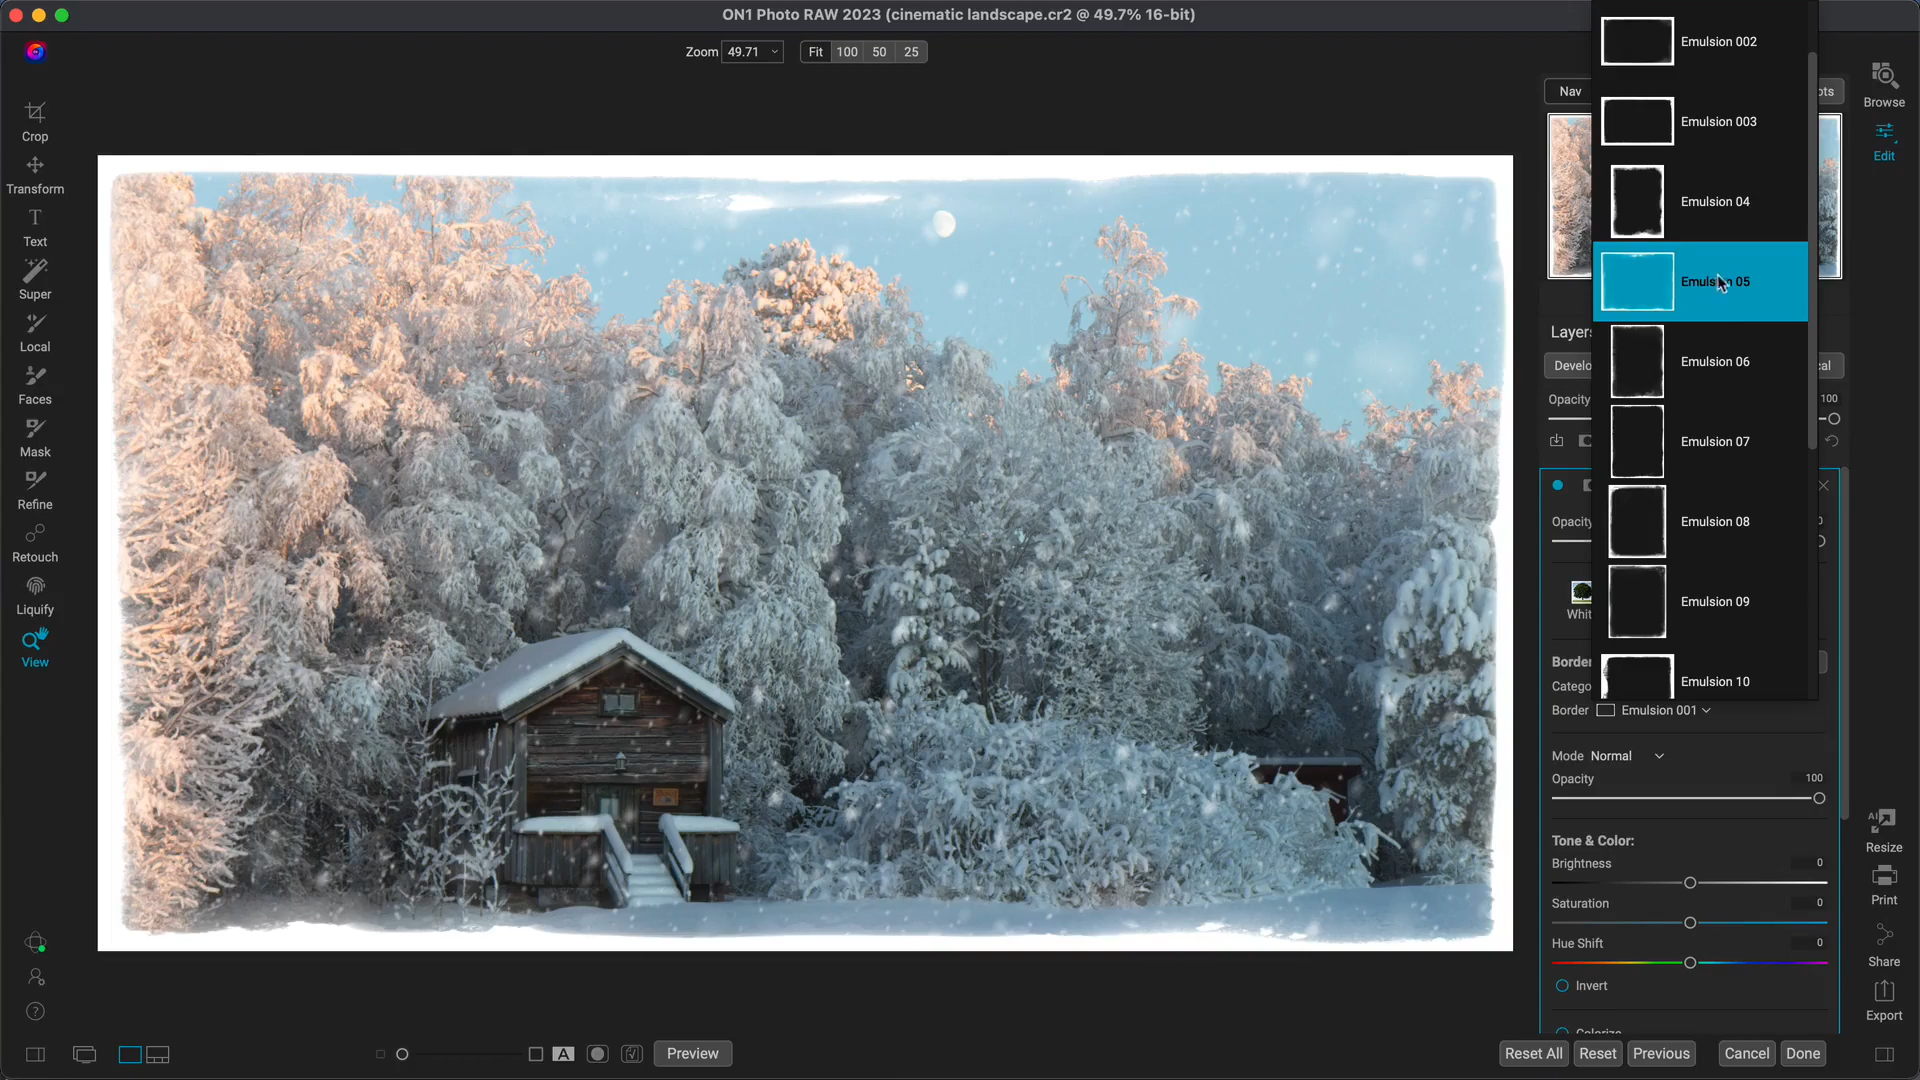 ON1 Photo RAW 2023 (cinematic landscape.cr2 @ 49.7% 16-bit)
Zoom 49.71 Fit 100 50 25
Crop
Transform
Text
Super
Local
Faces
Mask
Refine
Retouch
Liquify
View
Nav
Emulsion 002
Emulsion 003
Emulsion 04
Emulsion 05
Emulsion 06
Emulsion 07
Emulsion 08
Emulsion 09
Emulsion 10
Browse
Edit
Layers
Develo
Opacity 100
Opacity
Whit
Border
Catego
Border Emulsion 001
Mode Normal
Opacity 100
Tone & Color:
Brightness 0
Saturation 0
Hue Shift 0
Invert
Colorize
Resize
Print
Share
Export
A
Preview
Reset All Reset Previous Cancel Done